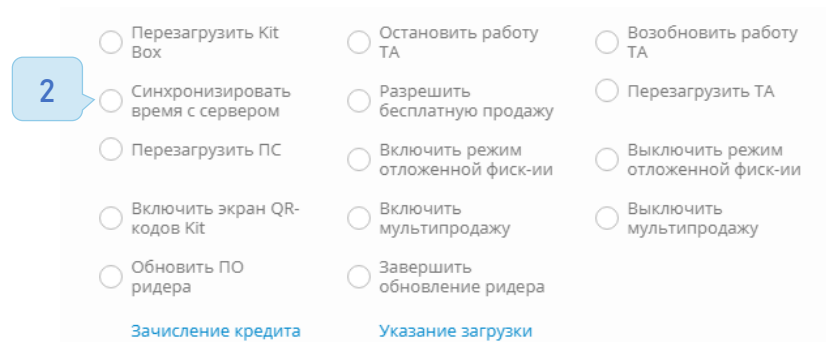 Перезагрузить Kit
Box
Остановить работу
ТА
Возобновить работу
ТА
2
Синхронизировать
время с сервером
Разрешить
бесплатную продажу
Перезагрузить ТА
Перезагрузить ПС
Включить режим
отложенной фиск-ии
Выключить режим
отложенной фиск-ии
Включить экран QR-
кодов Kit
Включить
мультипродажу
Выключить
мультипродажу
Обновить ПО
ридера
Завершить
обновление ридера
Зачисление кредита
Указание загрузки